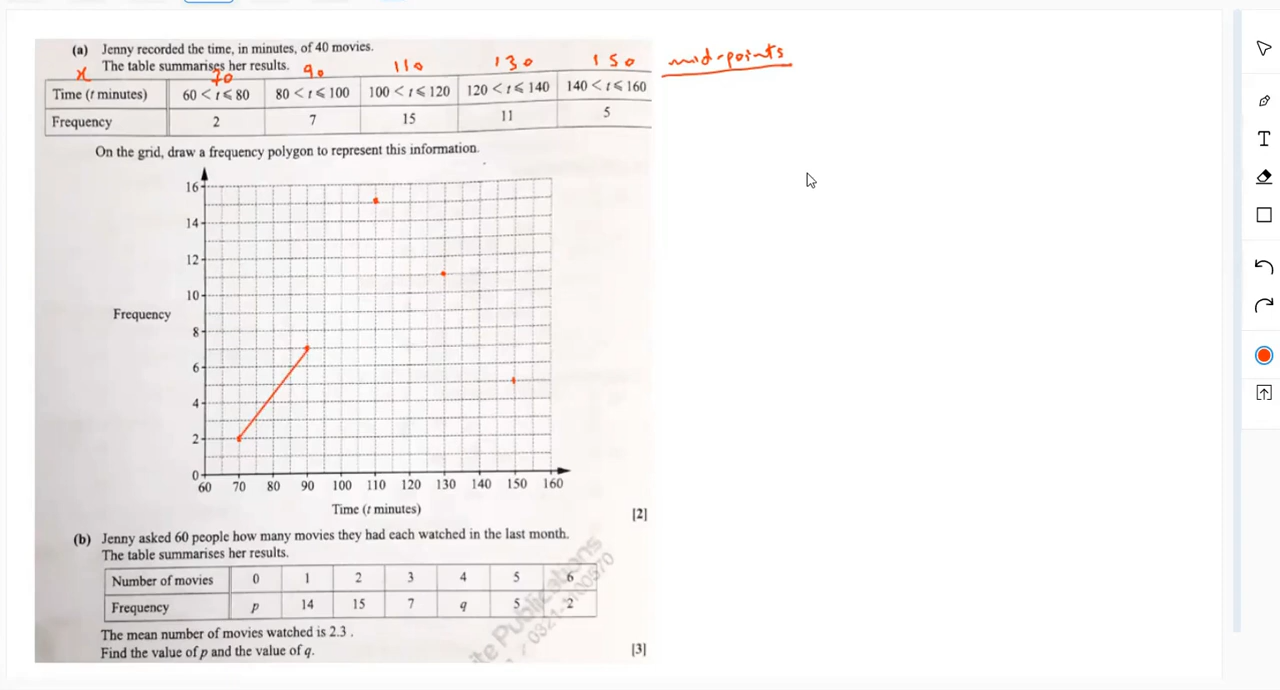 (a) Jenny recorded the time, in minutes, of 40 movies.
The table summarises her results.
x 70 90 110 130 150 mid-points
Time (t minutes) 60 < t ⩽ 80 80 < t ⩽ 100 100 < t ⩽ 120 120 < t ⩽ 140 140 < t ⩽ 160
Frequency 2 7 15 11 5
On the grid, draw a frequency polygon to represent this information.
16
14
12
10
Frequency
8
6
4
2
0
60 70 80 90 100 110 120 130 140 150 160
Time (t minutes)
[2]
(b) Jenny asked 60 people how many movies they had each watched in the last month.
The table summarises her results.
Number of movies 0 1 2 3 4 5 6
Frequency p 14 15 7 q 5 2
The mean number of movies watched is 2.3 .
Find the value of p and the value of q.
[3]
Publications
T